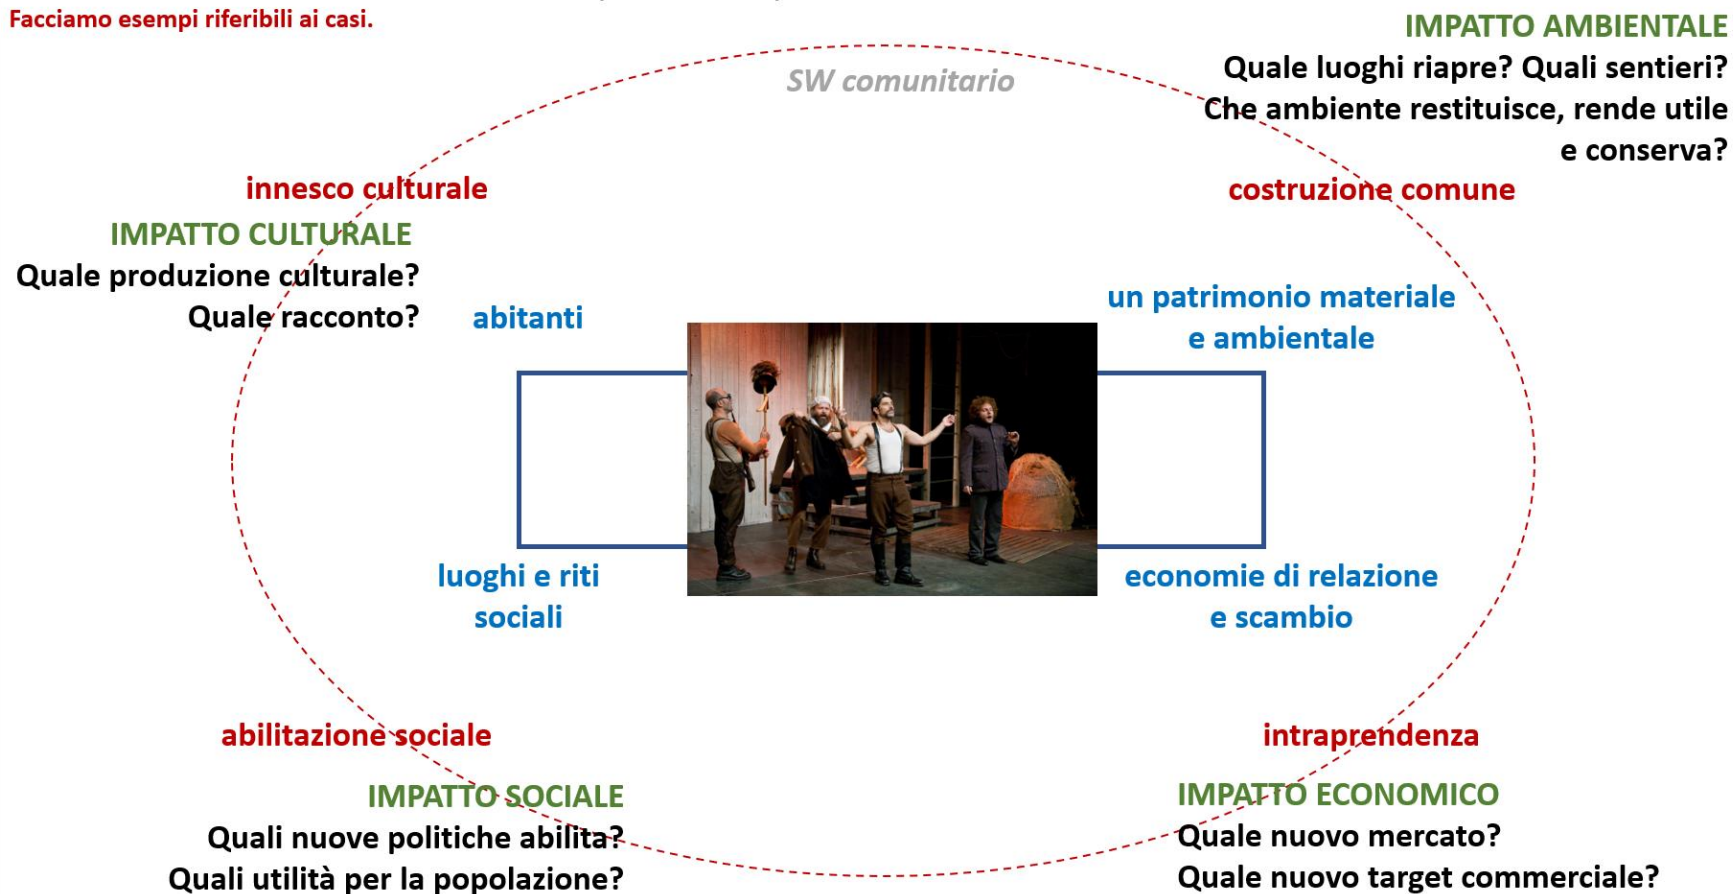 Facciamo esempi riferibili ai casi.
IMPATTO AMBIENTALE
Quale luoghi riapre? Quali sentieri?
Che ambiente restituisce, rende utile
e conserva?
SW comunitario
innesco culturale
costruzione comune
IMPATTO CULTURALE
Quale produzione culturale?
Quale racconto?
abitanti
un patrimonio materiale
e ambientale
luoghi e riti
sociali
economie di relazione
e scambio
abilitazione sociale
intraprendenza
IMPATTO SOCIALE
Quali nuove politiche abilita?
Quali utilità per la popolazione?
IMPATTO ECONOMICO
Quale nuovo mercato?
Quale nuovo target commerciale?